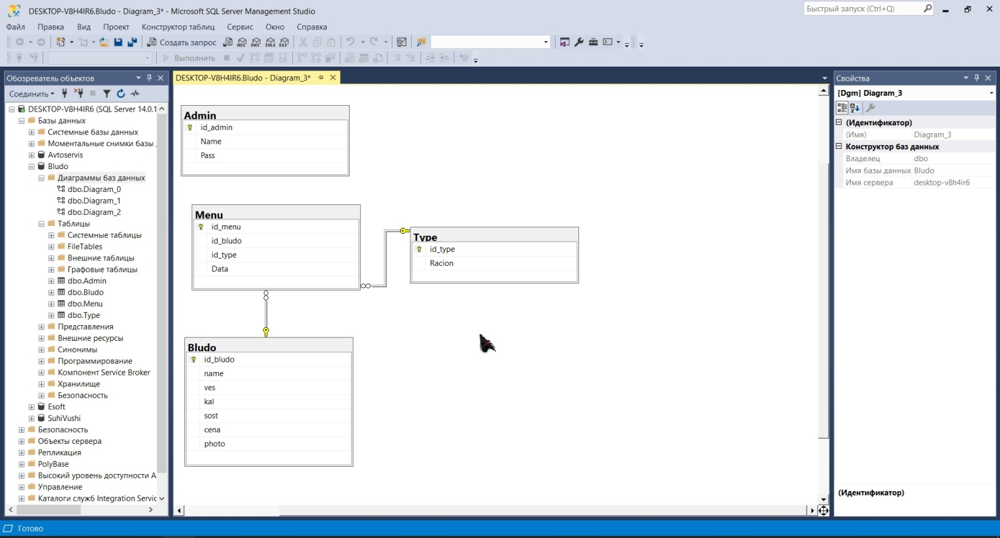 DESKTOP-V8H4IR6.Bludo - Diagram_3* - Microsoft SQL Server Management Studio
Быстрый запуск (Ctrl+Q)
Файл Правка Вид Проект Конструктор таблиц Сервис Окно Справка
Создать запрос MDX DMX XMLA DAX
Выполнить
Обозреватель объектов
Соединить
DESKTOP-V8H4IR6 (SQL Server 14.0.1
Базы данных
Системные базы данных
Моментальные снимки базы
Avtoservis
Bludo
Диаграммы баз данных
dbo.Diagram_0
dbo.Diagram_1
dbo.Diagram_2
Таблицы
Системные таблицы
FileTables
Внешние таблицы
Графовые таблицы
dbo.Admin
dbo.Bludo
dbo.Menu
dbo.Type
Представления
Внешние ресурсы
Синонимы
Программирование
Компонент Service Broker
Хранилище
Безопасность
Esoft
SuhiVushi
Безопасность
Объекты сервера
Репликация
PolyBase
Высокий уровень доступности A
Управление
Каталоги служб Integration Servic
DESKTOP-V8H4IR6.Bludo - Diagram_3*
Admin
id_admin
Name
Pass
Menu
id_menu
id_bludo
id_type
Data
Type
id_type
Racion
Bludo
id_bludo
name
ves
kal
sost
cena
photo
Свойства
[Dgm] Diagram_3
(Идентификатор)
(Имя) Diagram_3
Конструктор баз данных
Владелец dbo
Имя базы данных Bludo
Имя сервера desktop-v8h4ir6
(Идентификатор)
Готово